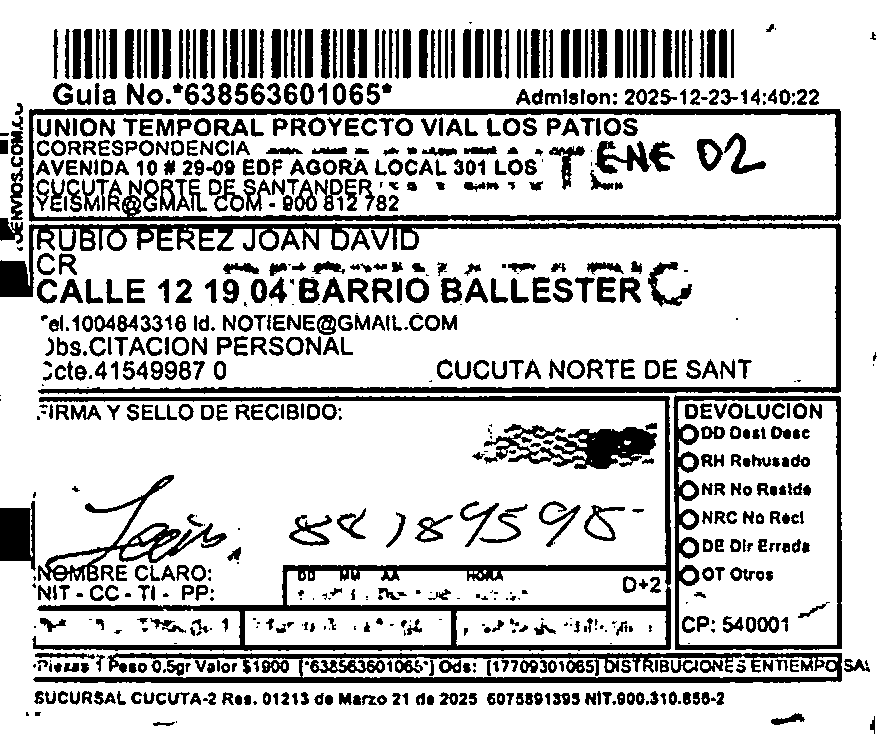 Guia No.*638563601065*
Admision: 2025-12-23-14:40:22
UNION TEMPORAL PROYECTO VIAL LOS PATIOS
CORRESPONDENCIA
AVENIDA 10 # 29-09 EDF AGORA LOCAL 301 LOS
ENE 02
CUCUTA NORTE DE SANTANDER
YEISMIR@GMAIL COM - 900 812 782
RUBIO PEREZ JOAN DAVID
CR
CALLE 12 19 04 BARRIO BALLESTER
el.1004843316 Id. NOTIENE@GMAIL.COM
bs.CITACION PERSONAL
cte.41549987 0 CUCUTA NORTE DE SANT
FIRMA Y SELLO DE RECIBIDO:
DEVOLUCION
DD Dest Desc
RH Rehusado
NR No Reside
NRC No Recl
DE Dir Errada
OT Otros
NOMBRE CLARO:
NIT - CC - TI - PP:
DD MM AA HORA
D+2
CP: 540001
Piezas 1 Peso 0.5gr Valor $1900 [*638563601065*] Ods: [17709301065] DISTRIBUCIONES ENTIEMPO SA
SUCURSAL CUCUTA-2 Res. 01213 de Marzo 21 de 2025 6075891395 NIT.900.310.856-2